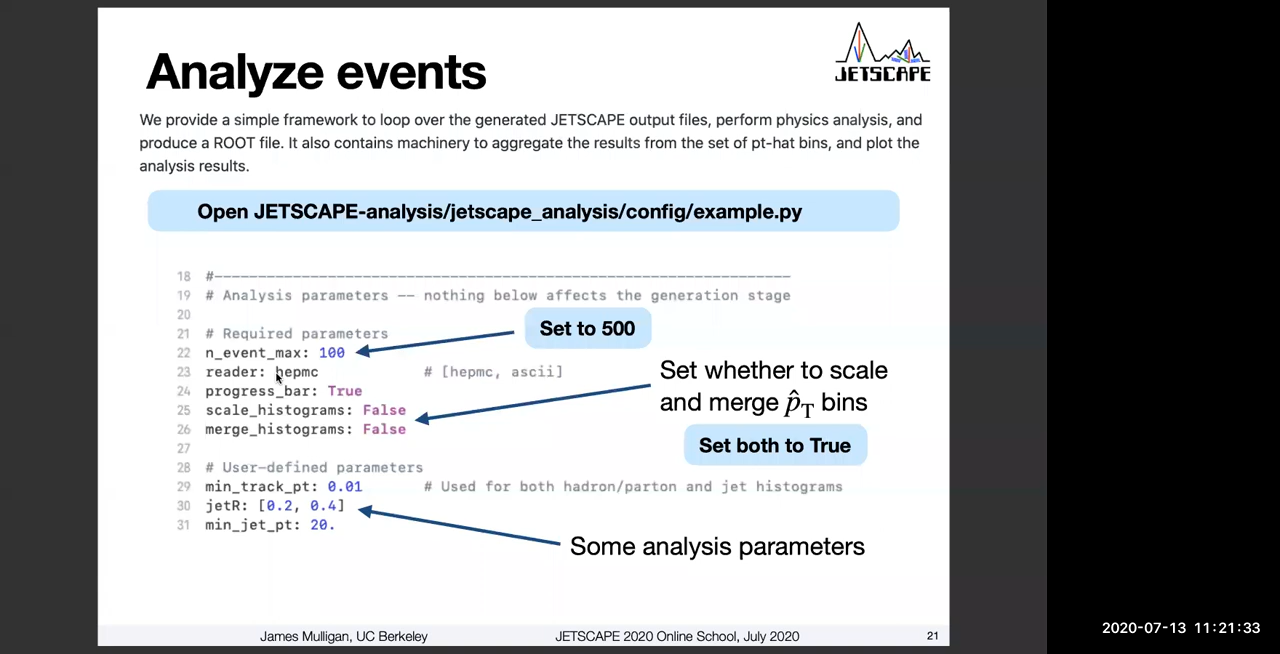 Analyze events
JETSCAPE
We provide a simple framework to loop over the generated JETSCAPE output files, perform physics analysis, and
produce a ROOT file. It also contains machinery to aggregate the results from the set of pt-hat bins, and plot the
analysis results.
Open JETSCAPE-analysis/jetscape_analysis/config/example.py
18 #------------------------------------------------------------------
19 # Analysis parameters -- nothing below affects the generation stage
20
21 # Required parameters
Set to 500
22 n_event_max: 100
23 reader: hepmc # [hepmc, ascii]
24 progress_bar: True
25 scale_histograms: False
26 merge_histograms: False
Set whether to scale
and merge p̂T bins
Set both to True
27
28 # User-defined parameters
29 min_track_pt: 0.01 # Used for both hadron/parton and jet histograms
30 jetR: [0.2, 0.4]
31 min_jet_pt: 20.
Some analysis parameters
James Mulligan, UC Berkeley
JETSCAPE 2020 Online School, July 2020
21
2020-07-13 11:21:33